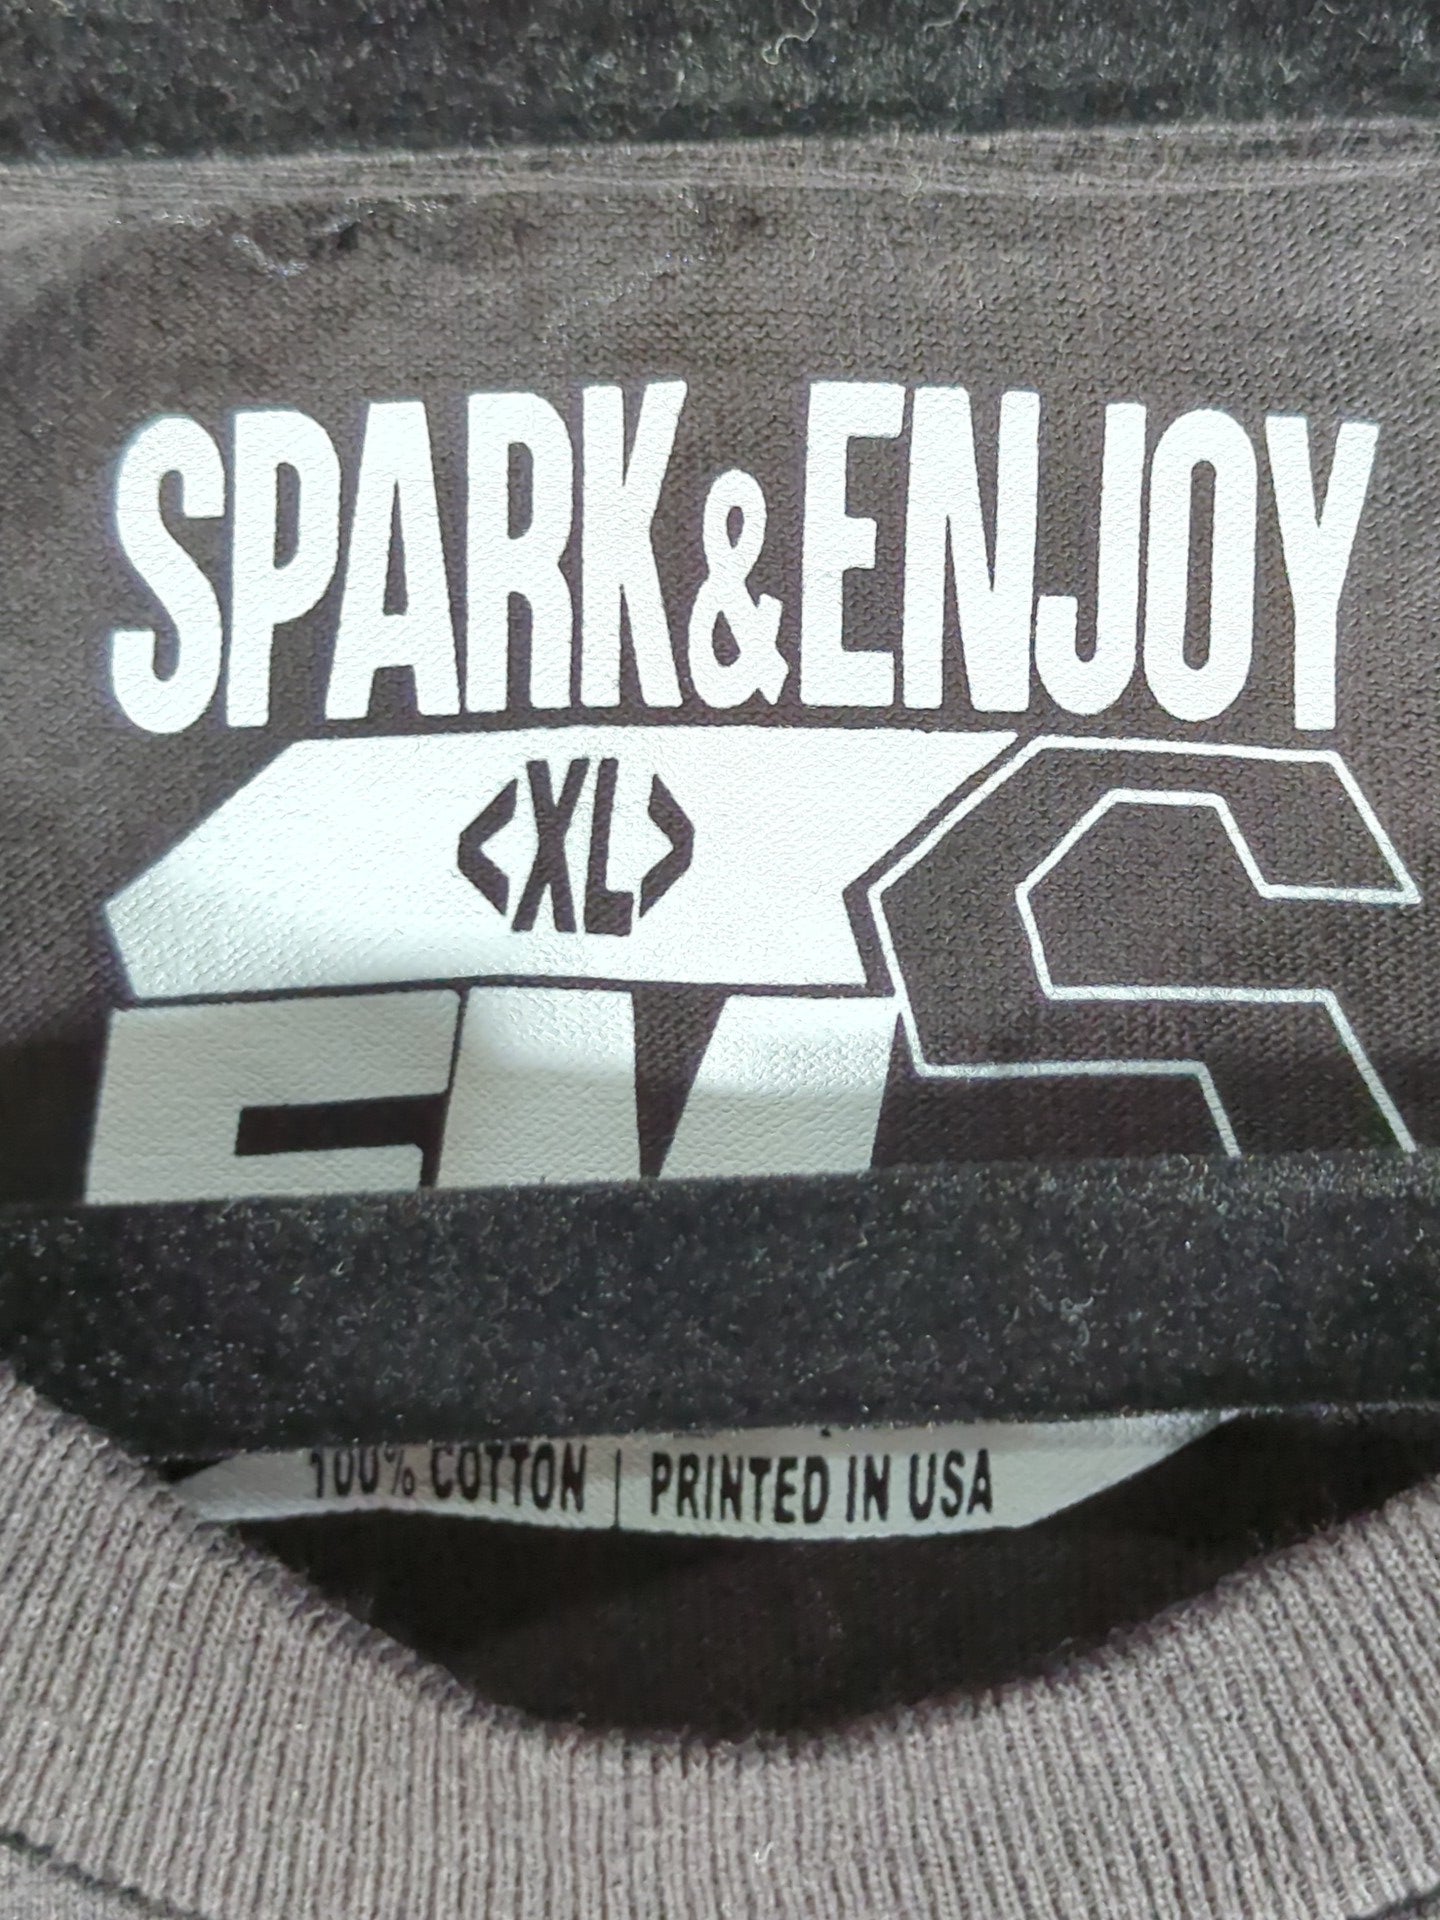 SPARK&ENJOY
<XL>
100% COTTON | PRINTED IN USA